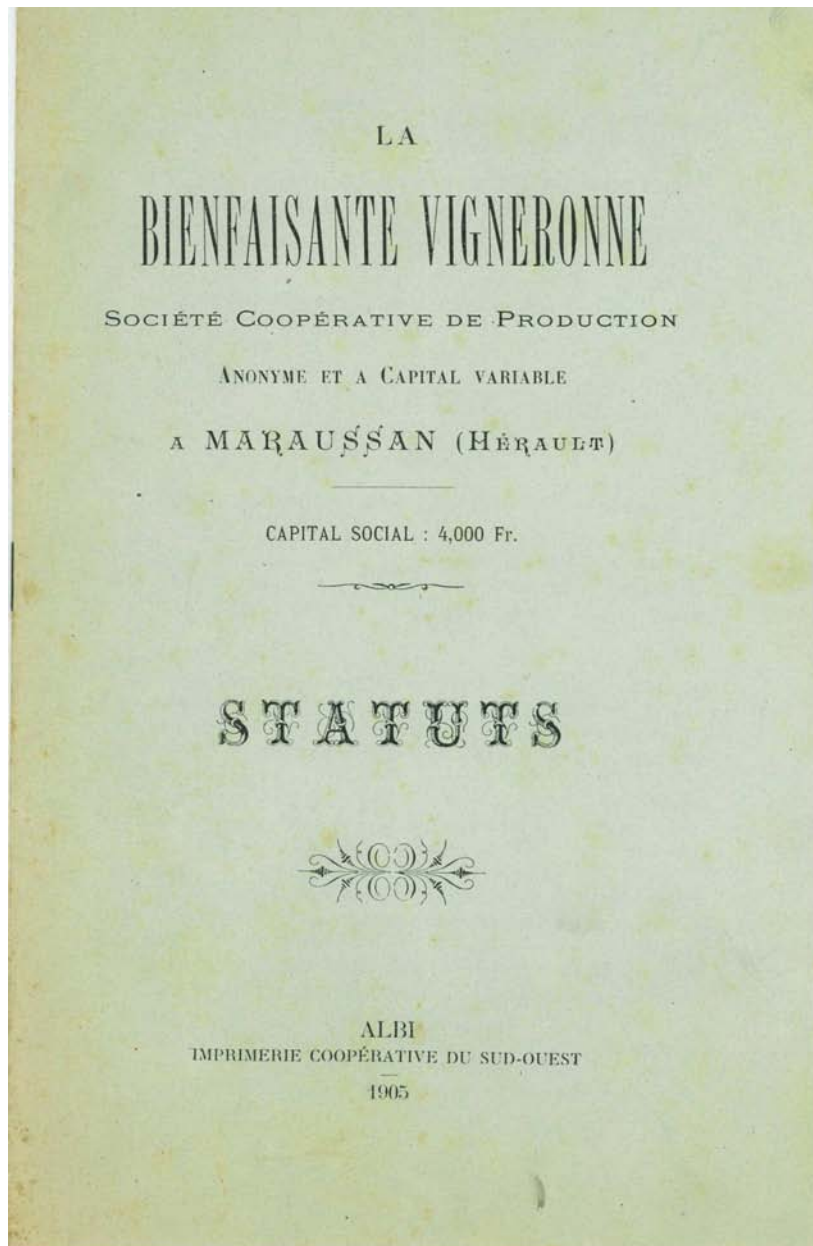 LA
BIENFAISANTE VIGNERONNE
SOCIÉTÉ COOPÉRATIVE DE PRODUCTION
ANONYME ET A CAPITAL VARIABLE
A MARAUSSAN (HÉRAULT)
CAPITAL SOCIAL : 4,000 Fr.
STATUTS
ALBI
IMPRIMERIE COOPÉRATIVE DU SUD-OUEST
1905